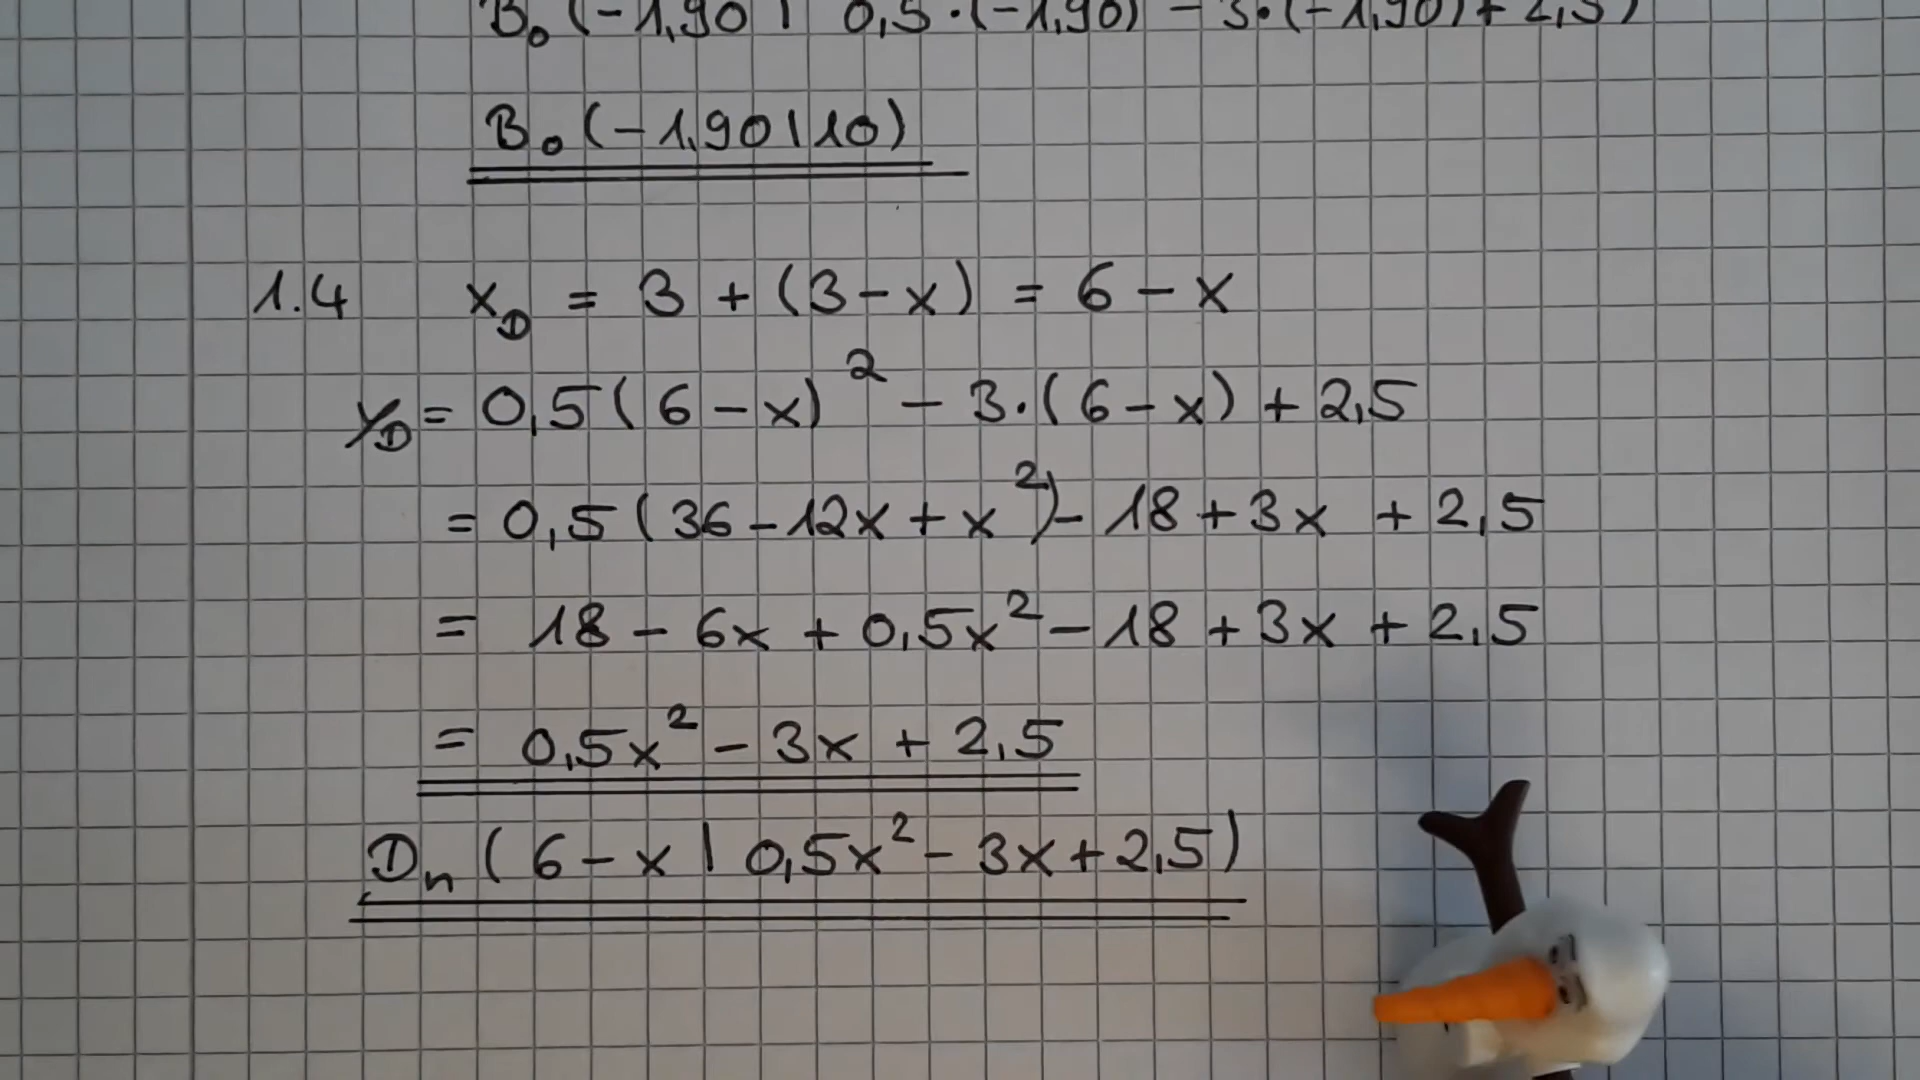 B₀(-1,90 | 0,5·(-1,90) - 3·(-1,90) + 2,5)
B₀(-1,90|10)
1.4 x_D = 3 + (3-x) = 6 - x
y_D = 0,5(6-x)² - 3·(6-x) + 2,5
= 0,5(36-12x+x²) - 18 + 3x + 2,5
= 18 - 6x + 0,5x² - 18 + 3x + 2,5
= 0,5x² - 3x + 2,5
Dₙ(6-x | 0,5x² - 3x + 2,5)